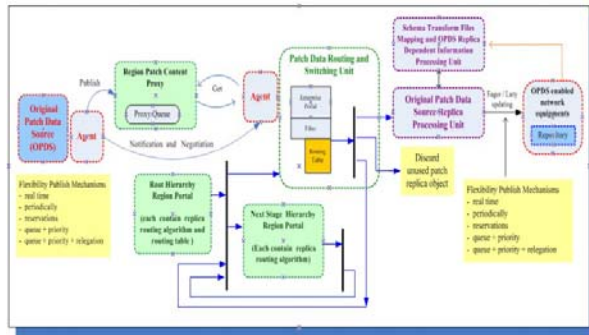 Original
Patch Data
Source
(OPDS)
Agent
Publish
Region Patch Content
Proxy
Proxy Queue
Get
Agent
Notification and Negotiation
Patch Data Routing and
Switching Unit
Enterprise
Portal
Filter
Routing
Table
Schema Transform Files
Mapping and OPDS Replica
Dependent Information
Processing Unit
Original Patch Data
Source Replica
Processing Unit
Eager / Lazy
updating
OPDS enabled
network
equipments
Repository
Discard
unused patch
replica object
Flexibility Publish Mechanisms
- real time
- periodically
- reservations
- queue + priority
- queue + priority + relegation
Root Hierarchy
Region Portal
(each contain replica
routing algorithm and
routing table )
Next Stage Hierarchy
Region Portal
(Each contain replica
routing algorithm)
Flexibility Publish Mechanisms
- real time
- periodically
- reservations
- queue + priority
- queue + priority + relegation